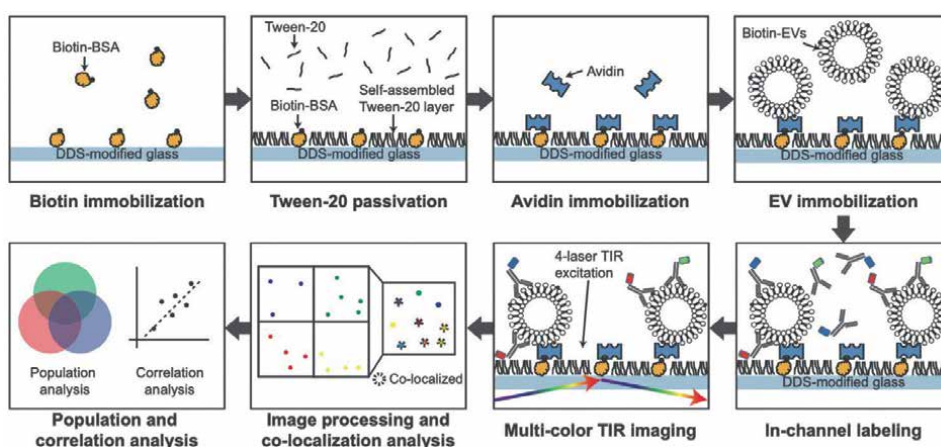 Biotin-BSA
DDS-modified glass
Biotin immobilization
Tween-20
Biotin-BSA
Self-assembled
Tween-20 layer
DDS-modified glass
Tween-20 passivation
Avidin
DDS-modified glass
Avidin immobilization
Biotin-EVs
DDS-modified glass
EV immobilization
Population
analysis
Correlation
analysis
Population and
correlation analysis
Co-localized
Image processing and
co-localization analysis
4-laser TIR
excitation
Multi-color TIR imaging
DDS-modified glass
In-channel labeling